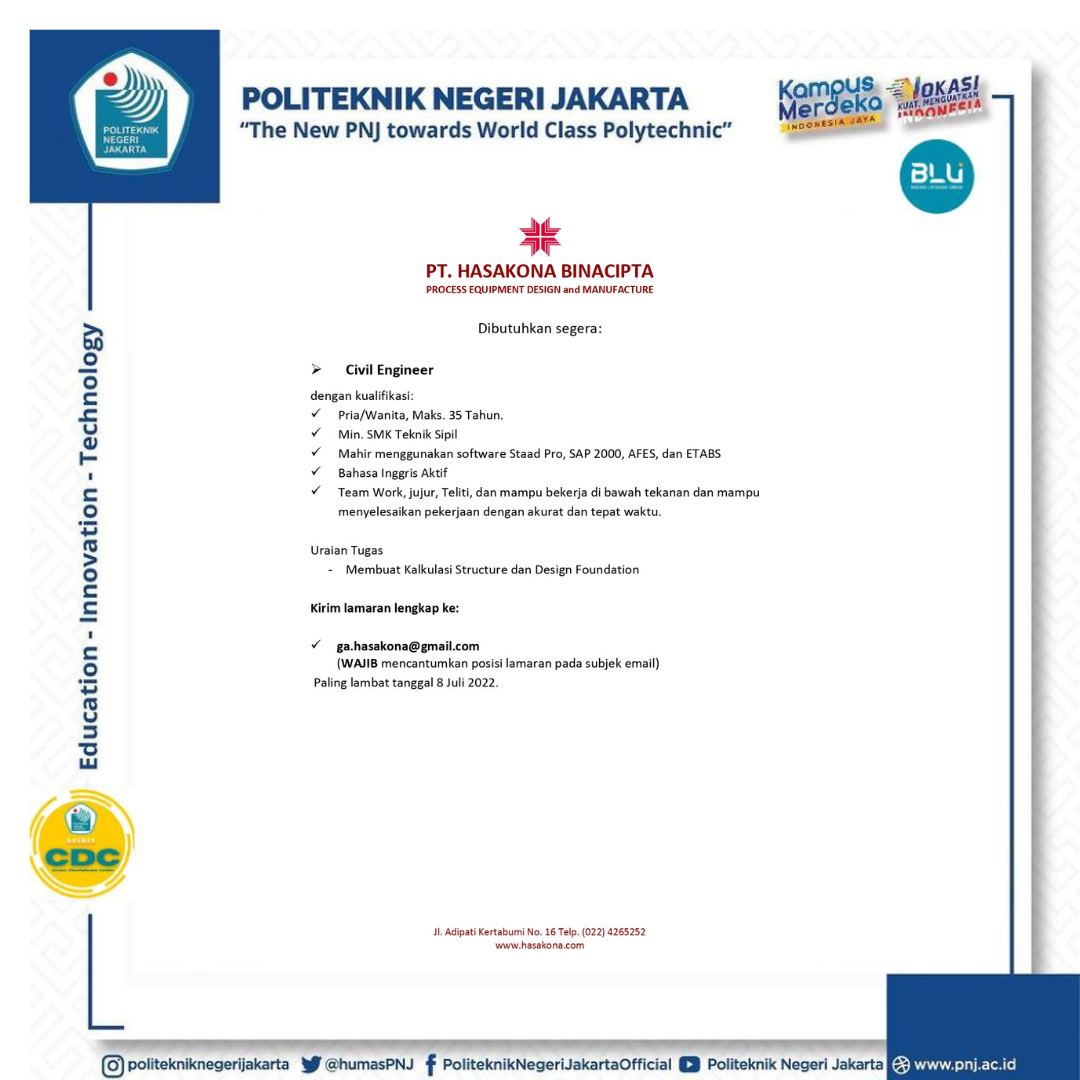 POLITEKNIK
NEGERI
JAKARTA
POLITEKNIK NEGERI JAKARTA
“The New PNJ towards World Class Polytechnic”
Kampus
Merdeka
INDONESIA JAYA
VOKASI
KUAT, MENGUATKAN
INDONESIA
BLU
BADAN LAYANAN UMUM
Education - Innovation - Technology
PT. HASAKONA BINACIPTA
PROCESS EQUIPMENT DESIGN and MANUFACTURE
Dibutuhkan segera:
➢ Civil Engineer
dengan kualifikasi:
✓ Pria/Wanita, Maks. 35 Tahun.
✓ Min. SMK Teknik Sipil
✓ Mahir menggunakan software Staad Pro, SAP 2000, AFES, dan ETABS
✓ Bahasa Inggris Aktif
✓ Team Work, jujur, Teliti, dan mampu bekerja di bawah tekanan dan mampu
menyelesaikan pekerjaan dengan akurat dan tepat waktu.
Uraian Tugas
- Membuat Kalkulasi Structure dan Design Foundation
Kirim lamaran lengkap ke:
✓ ga.hasakona@gmail.com
(WAJIB mencantumkan posisi lamaran pada subjek email)
Paling lambat tanggal 8 Juli 2022.
CDC
Jl. Adipati Kertabumi No. 16 Telp. (022) 4265252
www.hasakona.com
politekniknegerijakarta @humasPNJ PoliteknikNegeriJakartaOfficial Politeknik Negeri Jakarta www.pnj.ac.id